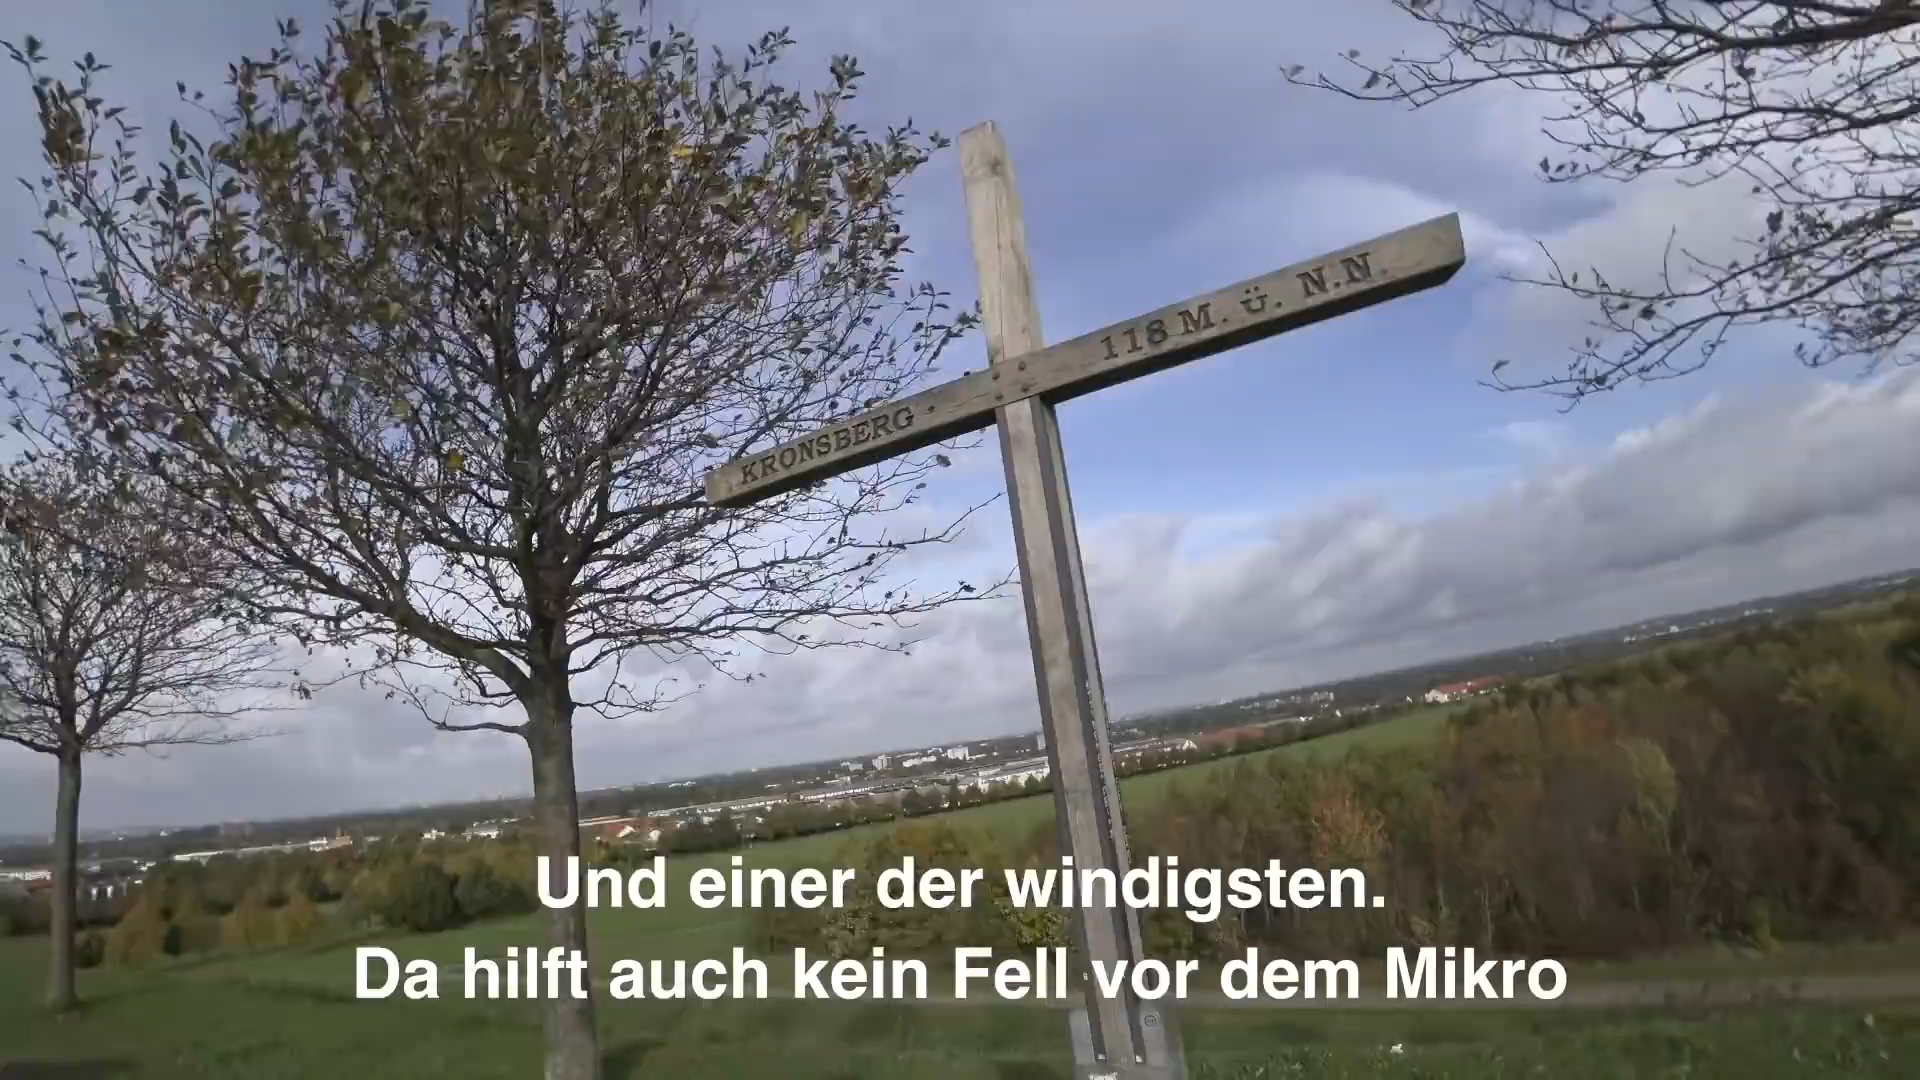 KRONSBERG · 118 M. Ü. N.N.
Und einer der windigsten.
Da hilft auch kein Fell vor dem Mikro